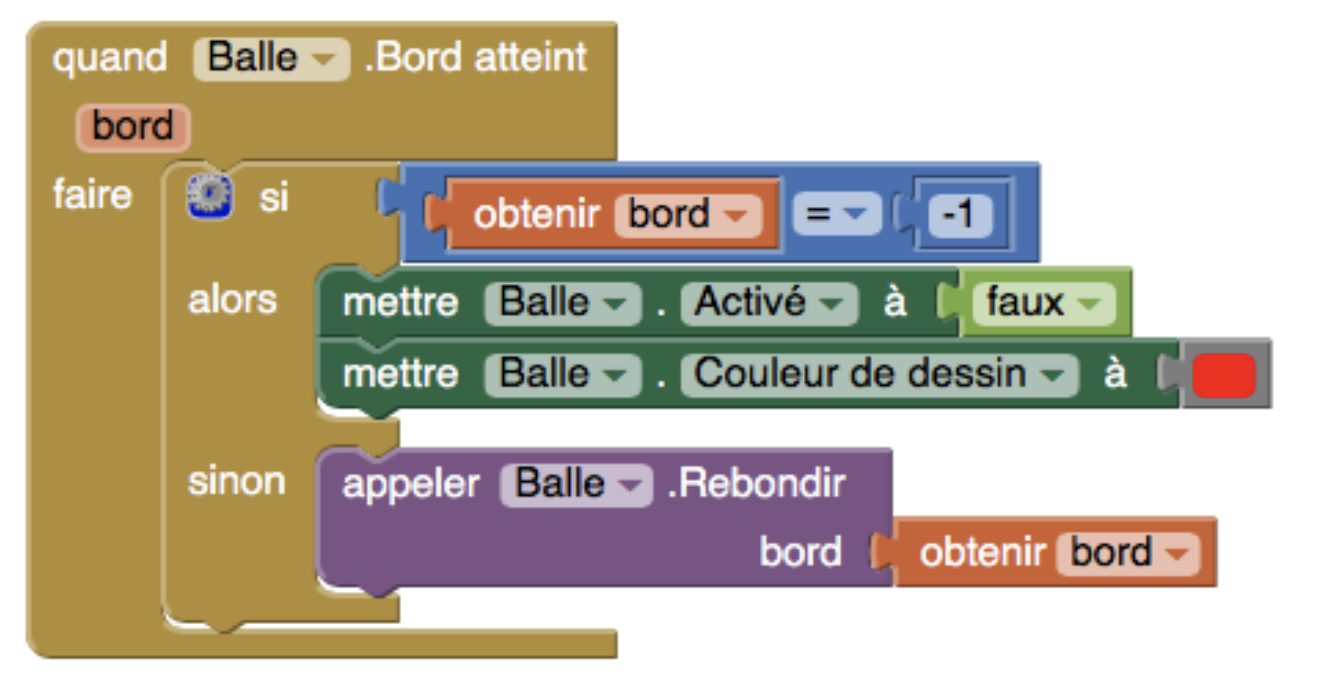 quand Balle .Bord atteint
bord
faire si obtenir bord = -1
alors mettre Balle . Activé à faux
mettre Balle . Couleur de dessin à
sinon appeler Balle .Rebondir
bord obtenir bord